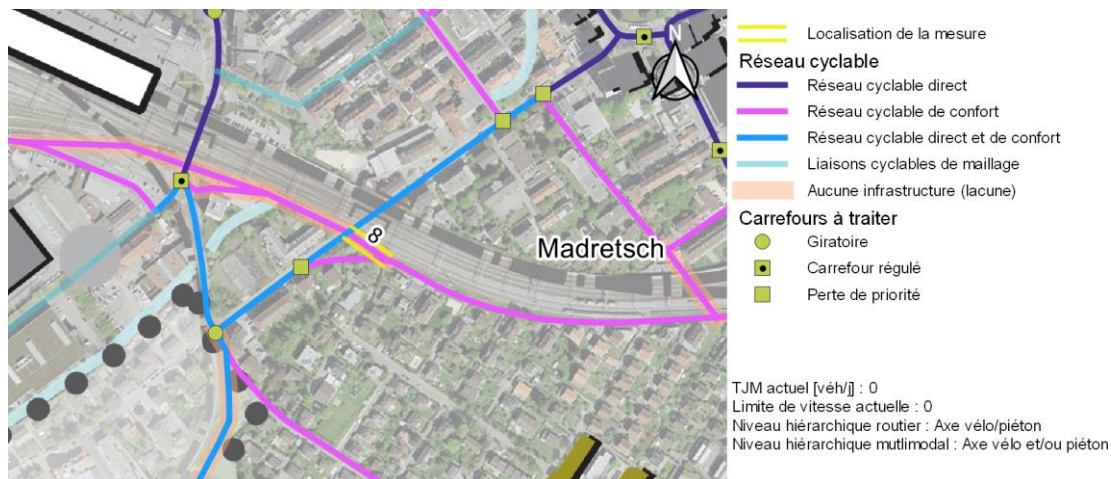 N
8
Madretsch
Localisation de la mesure
Réseau cyclable
Réseau cyclable direct
Réseau cyclable de confort
Réseau cyclable direct et de confort
Liaisons cyclables de maillage
Aucune infrastructure (lacune)
Carrefours à traiter
Giratoire
Carrefour régulé
Perte de priorité
TJM actuel [véh/j] : 0
Limite de vitesse actuelle : 0
Niveau hiérarchique routier : Axe vélo/piéton
Niveau hiérarchique mutlimodal : Axe vélo et/ou piéton